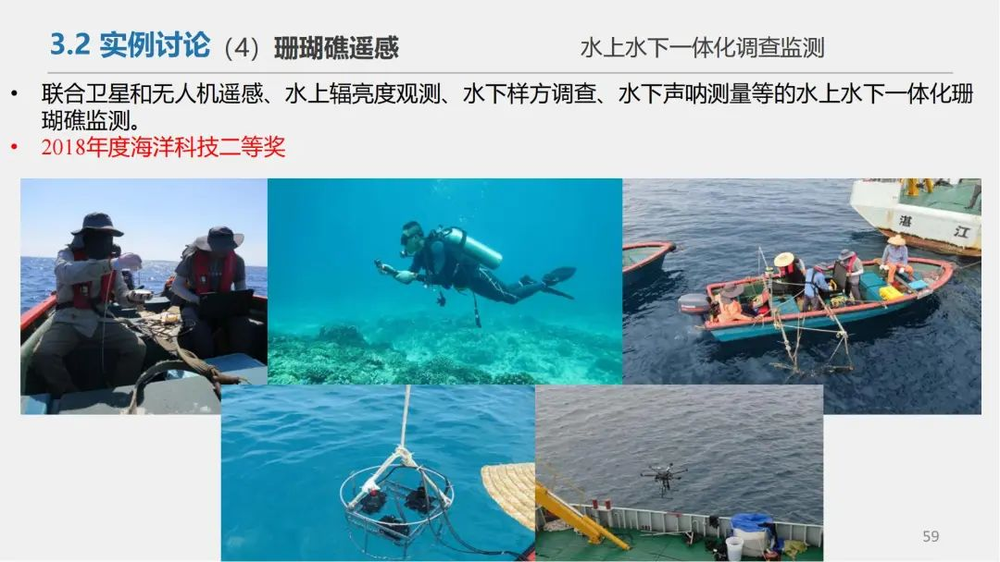 3.2 实例讨论（4）珊瑚礁遥感
水上水下一体化调查监测
• 联合卫星和无人机遥感、水上辐亮度观测、水下样方调查、水下声呐测量等的水上水下一体化珊
瑚礁监测。
• 2018年度海洋科技二等奖
湛江
59